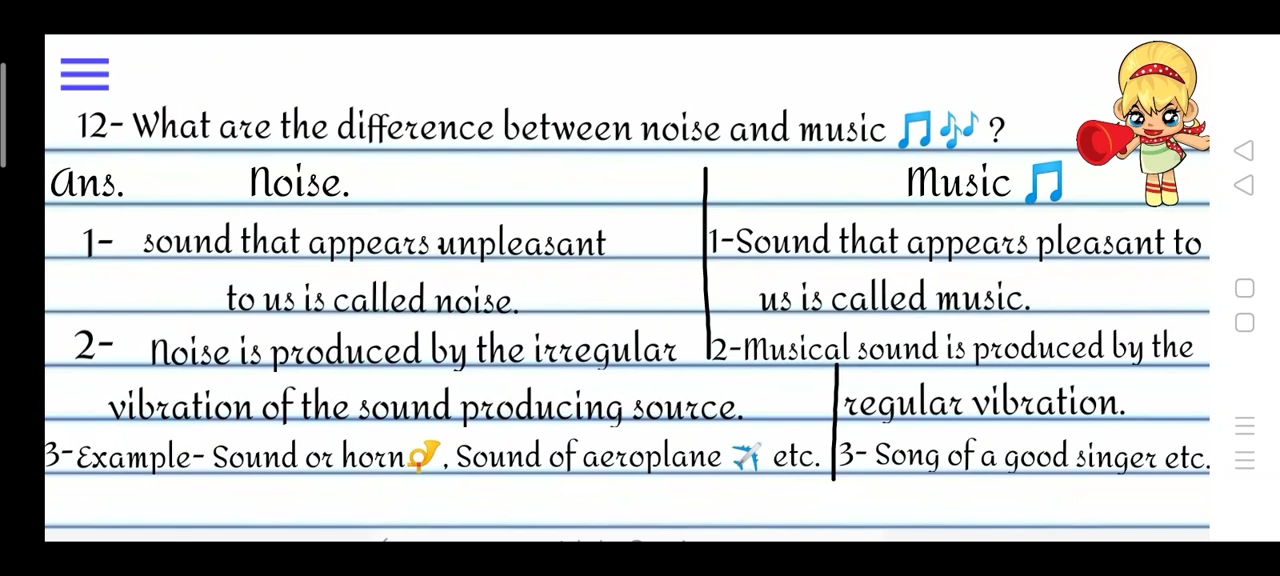 12- What are the difference between noise and music 🎵🎶 ?
Ans. Noise. Music 🎵
1- sound that appears unpleasant 1-Sound that appears pleasant to
to us is called noise. us is called music.
2- Noise is produced by the irregular 2-Musical sound is produced by the
vibration of the sound producing source. regular vibration.
3-Example- Sound or horn📯, Sound of aeroplane ✈️ etc. 3- Song of a good singer etc.